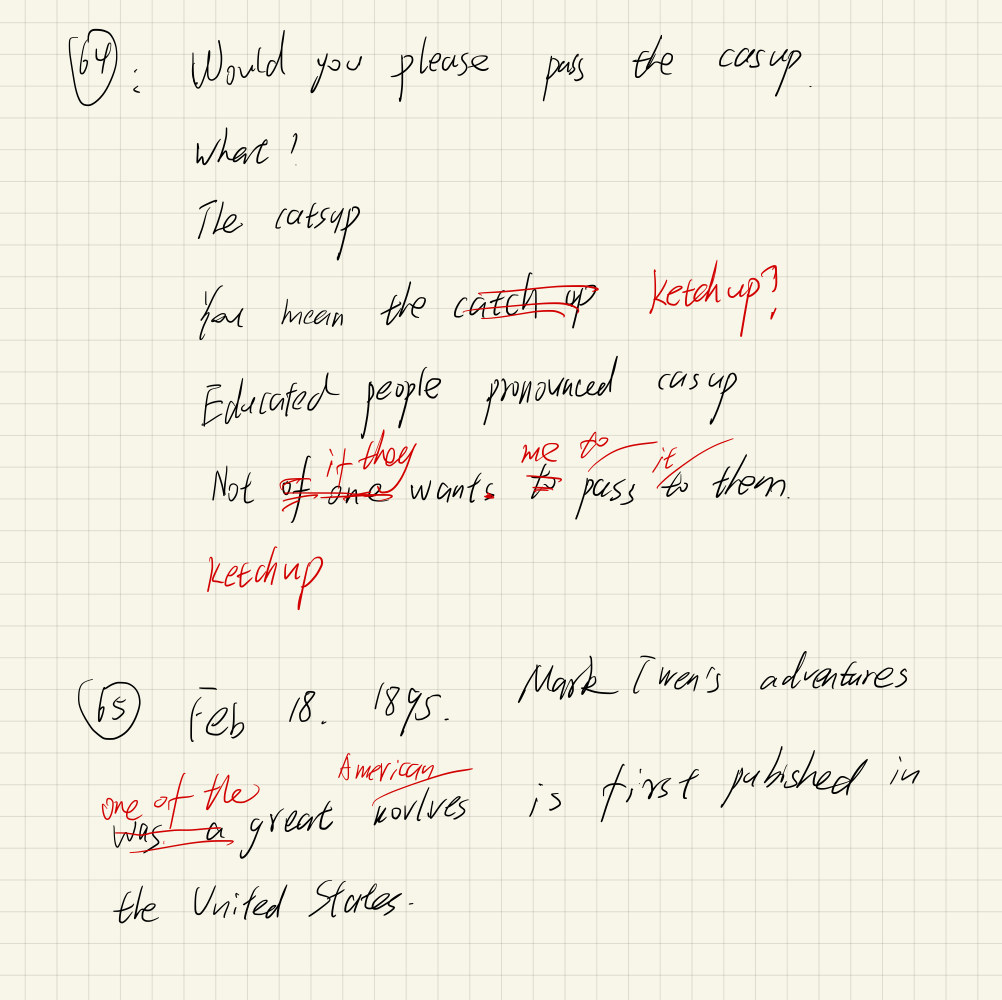 64: Would you please pass the casup.
What?
The catsup
You mean the catch up Ketchup?
Educated people pronounced casup
if they me to it
Not of one wants to pass to them.
Ketchup
65 Feb 18. 1895. Mark Twen's adventures
one of the American
was a great novlves is first pubished in
the United States.